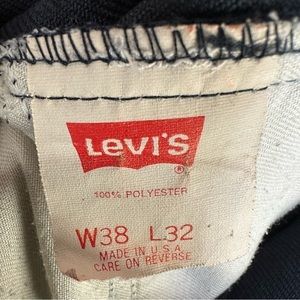 Levi's
®
100% POLYESTER
W38 L32
MADE IN U.S.A
CARE ON REVERSE